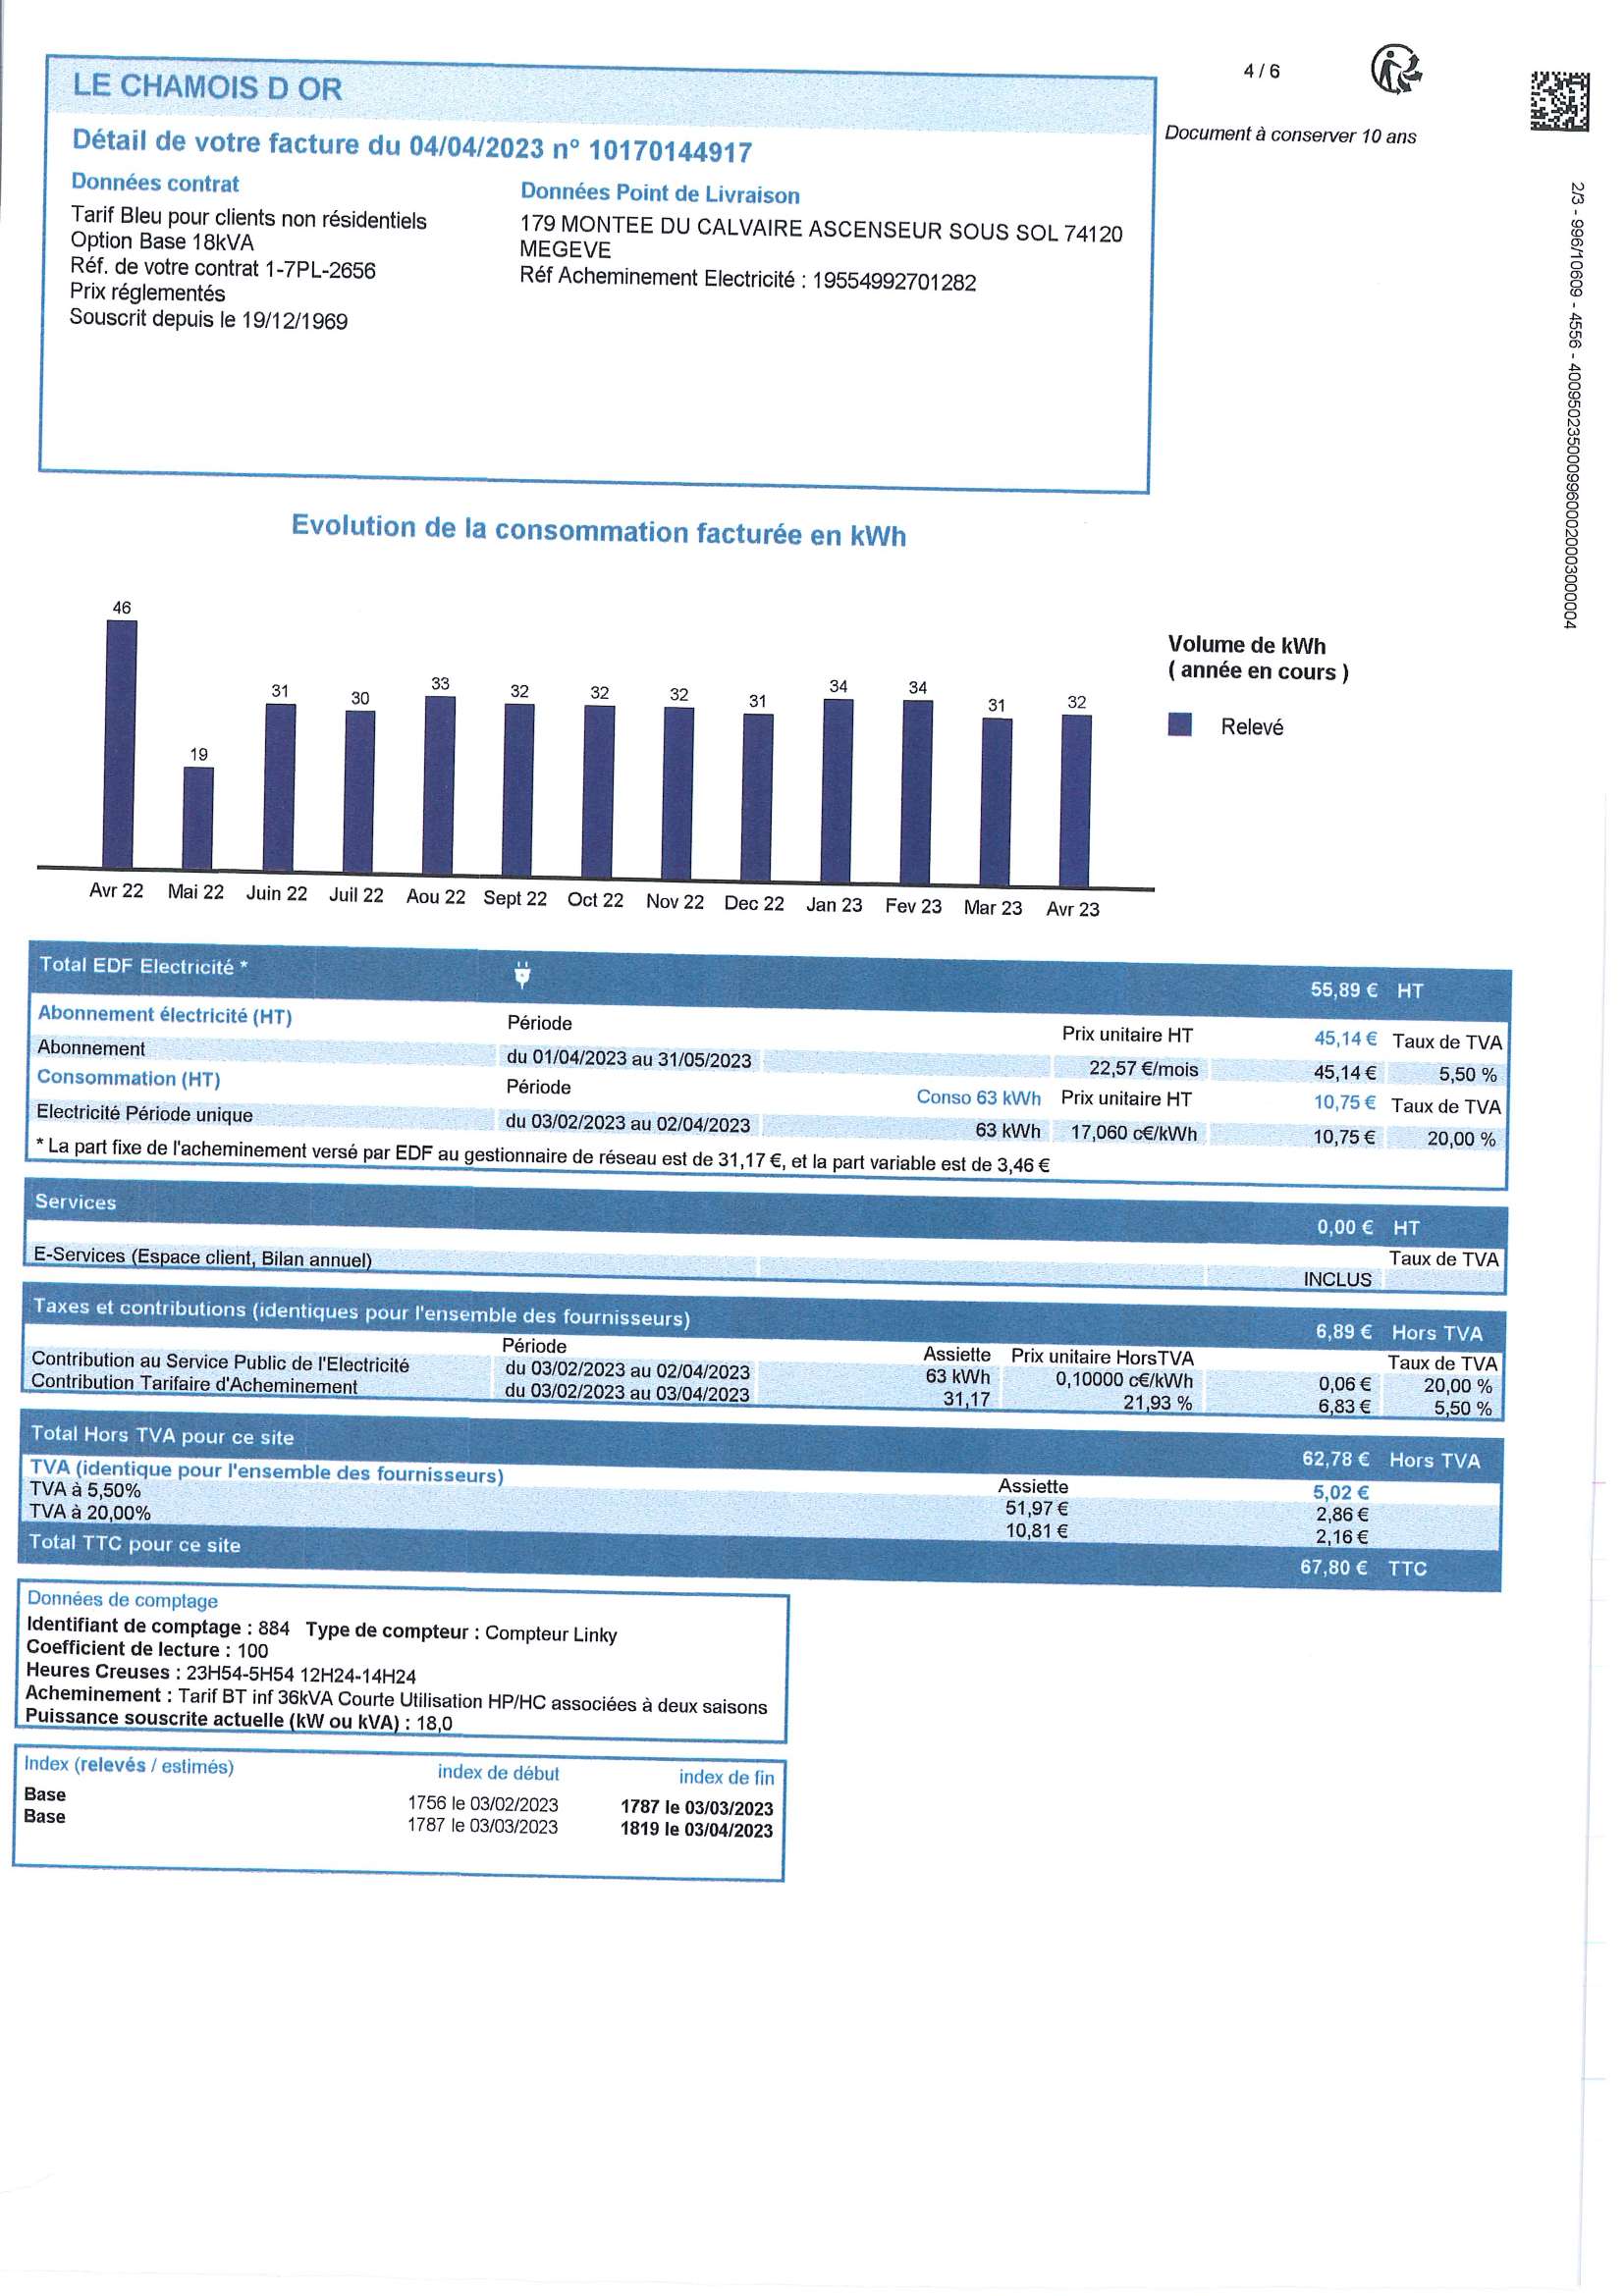 LE CHAMOIS D OR
4 / 6
Détail de votre facture du 04/04/2023 n° 10170144917
Document à conserver 10 ans
Données contrat
Tarif Bleu pour clients non résidentiels
Option Base 18kVA
Réf. de votre contrat 1-7PL-2656
Prix réglementés
Souscrit depuis le 19/12/1969
Données Point de Livraison
179 MONTEE DU CALVAIRE ASCENSEUR SOUS SOL 74120
MEGEVE
Réf Acheminement Electricité : 19554992701282
2/3 - 996/10609 - 4556 - 40095023500099600020003000004
Evolution de la consommation facturée en kWh
46 19 31 30 33 32 32 32 31 34 34 31 32
Avr 22 Mai 22 Juin 22 Juil 22 Aou 22 Sept 22 Oct 22 Nov 22 Dec 22 Jan 23 Fev 23 Mar 23 Avr 23
Volume de kWh
( année en cours )
Relevé
Total EDF Electricité * 55,89 € HT
Abonnement électricité (HT) Période Prix unitaire HT 45,14 € Taux de TVA
Abonnement du 01/04/2023 au 31/05/2023 22,57 €/mois 45,14 € 5,50 %
Consommation (HT) Période Conso 63 kWh Prix unitaire HT 10,75 € Taux de TVA
Electricité Période unique du 03/02/2023 au 02/04/2023 63 kWh 17,060 c€/kWh 10,75 € 20,00 %
* La part fixe de l'acheminement versé par EDF au gestionnaire de réseau est de 31,17 €, et la part variable est de 3,46 €
Services 0,00 € HT
Taux de TVA
E-Services (Espace client, Bilan annuel) INCLUS
Taxes et contributions (identiques pour l'ensemble des fournisseurs) 6,89 € Hors TVA
Période Assiette Prix unitaire HorsTVA Taux de TVA
Contribution au Service Public de l'Electricité du 03/02/2023 au 02/04/2023 63 kWh 0,10000 c€/kWh 0,06 € 20,00 %
Contribution Tarifaire d'Acheminement du 03/02/2023 au 03/04/2023 31,17 21,93 % 6,83 € 5,50 %
Total Hors TVA pour ce site 62,78 € Hors TVA
TVA (identique pour l'ensemble des fournisseurs) Assiette 5,02 €
TVA à 5,50% 51,97 € 2,86 €
TVA à 20,00% 10,81 € 2,16 €
Total TTC pour ce site 67,80 € TTC
Données de comptage
Identifiant de comptage : 884 Type de compteur : Compteur Linky
Coefficient de lecture : 100
Heures Creuses : 23H54-5H54 12H24-14H24
Acheminement : Tarif BT inf 36kVA Courte Utilisation HP/HC associées à deux saisons
Puissance souscrite actuelle (kW ou kVA) : 18,0
Index (relevés / estimés) index de début index de fin
Base 1756 le 03/02/2023 1787 le 03/03/2023
Base 1787 le 03/03/2023 1819 le 03/04/2023